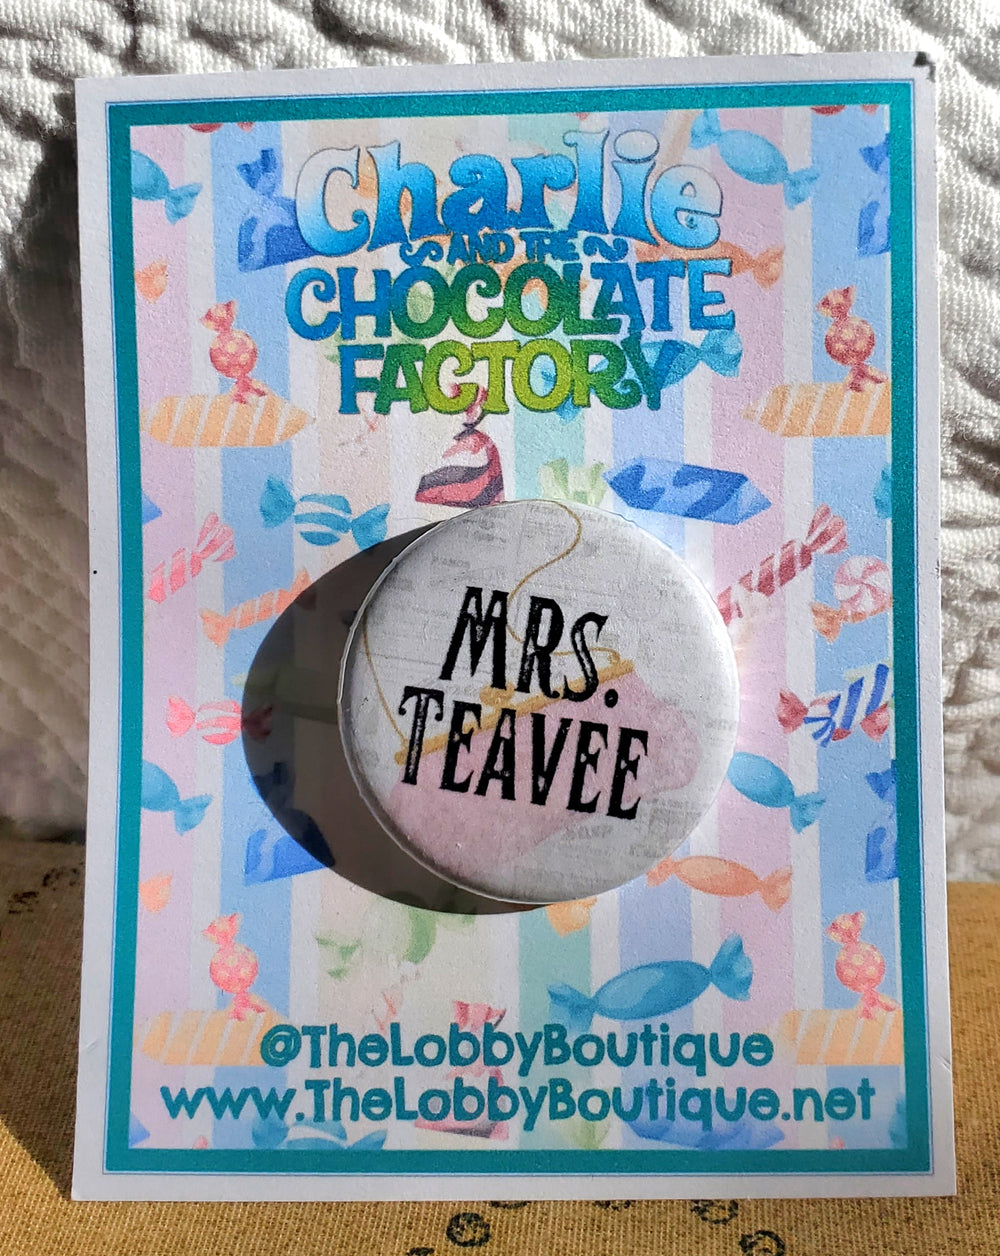 Charlie
AND THE
CHOCOLATE
FACTORY
MRS.
TEAVEE
@TheLobbyBoutique
www.TheLobbyBoutique.net